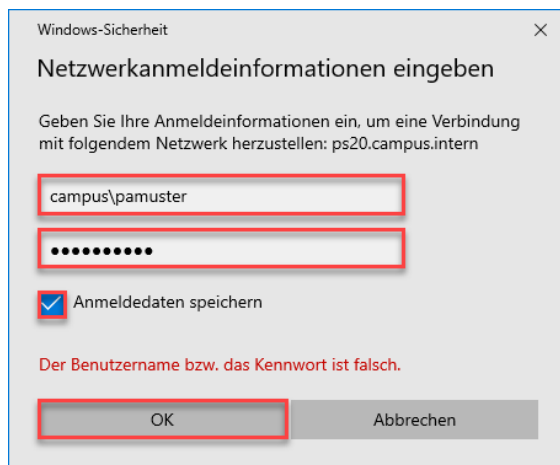 Windows-Sicherheit
Netzwerkanmeldeinformationen eingeben
Geben Sie Ihre Anmeldeinformationen ein, um eine Verbindung
mit folgendem Netzwerk herzustellen: ps20.campus.intern
campus\pamuster
●●●●●●●●●●
Anmeldedaten speichern
Der Benutzername bzw. das Kennwort ist falsch.
OK Abbrechen